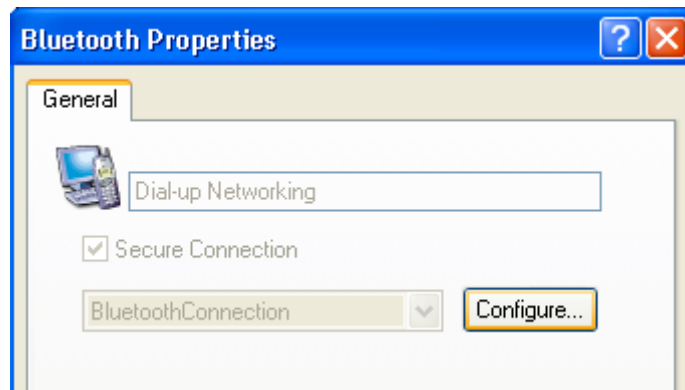 Bluetooth Properties
General
Dial-up Networking
Secure Connection
BluetoothConnection Configure...